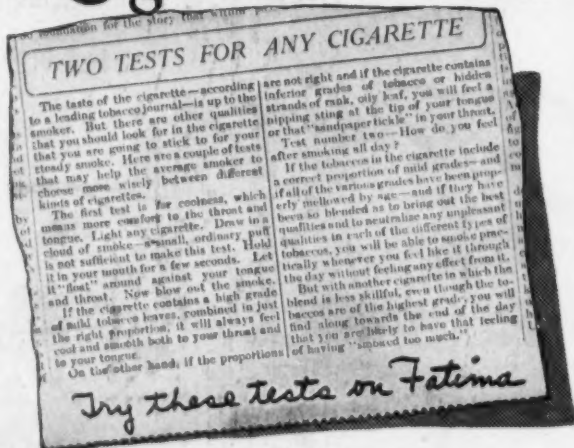 foundation for the story that
TWO TESTS FOR ANY CIGARETTE
The taste of the cigarette—according
to a leading tobacco journal—is up to the
smoker. But there are other qualities
that you should look for in the cigarette
that you are going to stick to for your
steady smoke. Here are a couple of tests
that may help the average smoker to
choose more wisely between different
kinds of cigarettes.
The first test is for coolness, which
means more comfort to the throat and
tongue. Light any cigarette. Draw in a
cloud of smoke—a small, ordinary puff
is not sufficient to make this test. Hold
it in your mouth for a few seconds. Let
it "float" around against your tongue
and throat. Now blow out the smoke.
If the cigarette contains a high grade
of mild tobacco leaves, combined in just
the right proportion, it will always feel
cool and smooth both to your throat and
to your tongue.
On the other hand, if the proportions
are not right and if the cigarette contains
inferior grades of tobacco or hidden
strands of rank, oily leaf, you will feel a
nipping sting at the tip of your tongue
or that "sandpaper tickle" in your throat.
Test number two—How do you feel
after smoking all day?
If the tobaccos in the cigarette include
a correct proportion of mild grades—and
if all of the various grades have been prop-
erly mellowed by age—and if they have
been so blended as to bring out the best
qualities and to neutralize any unpleasant
qualities in each of the different types of
tobaccos, you will be able to smoke prac-
tically whenever you feel like it through
the day without feeling any effect from it.
But with another cigarette in which the
blend is less skillful, even though the to-
baccos are of the highest grade, you will
find along towards the end of the day
that you are likely to have that feeling
of having "smoked too much."
Try these tests on Fatima